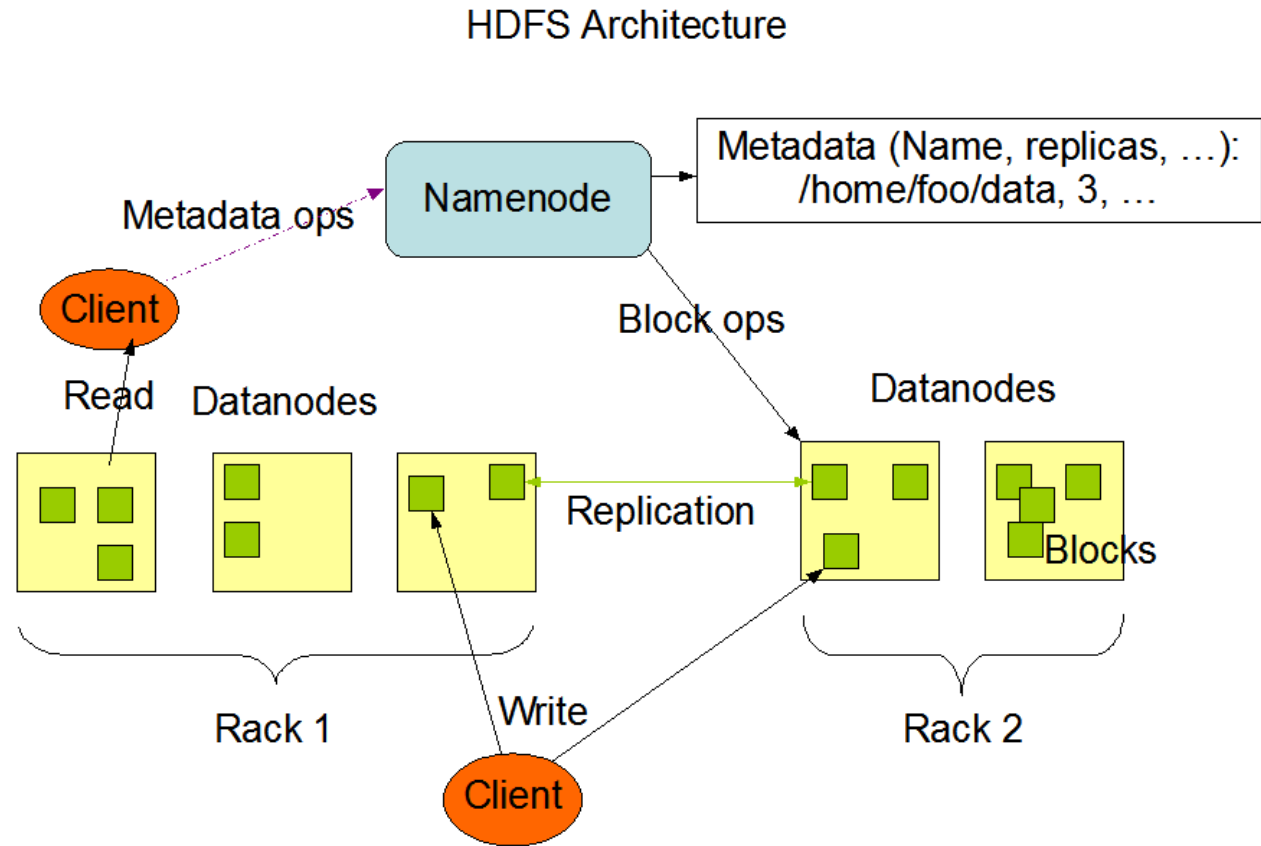 HDFS Architecture
Metadata (Name, replicas, …):
/home/foo/data, 3, …
Namenode
Metadata ops
Client
Block ops
Read
Datanodes
Datanodes
Replication
Blocks
Rack 1
Write
Rack 2
Client